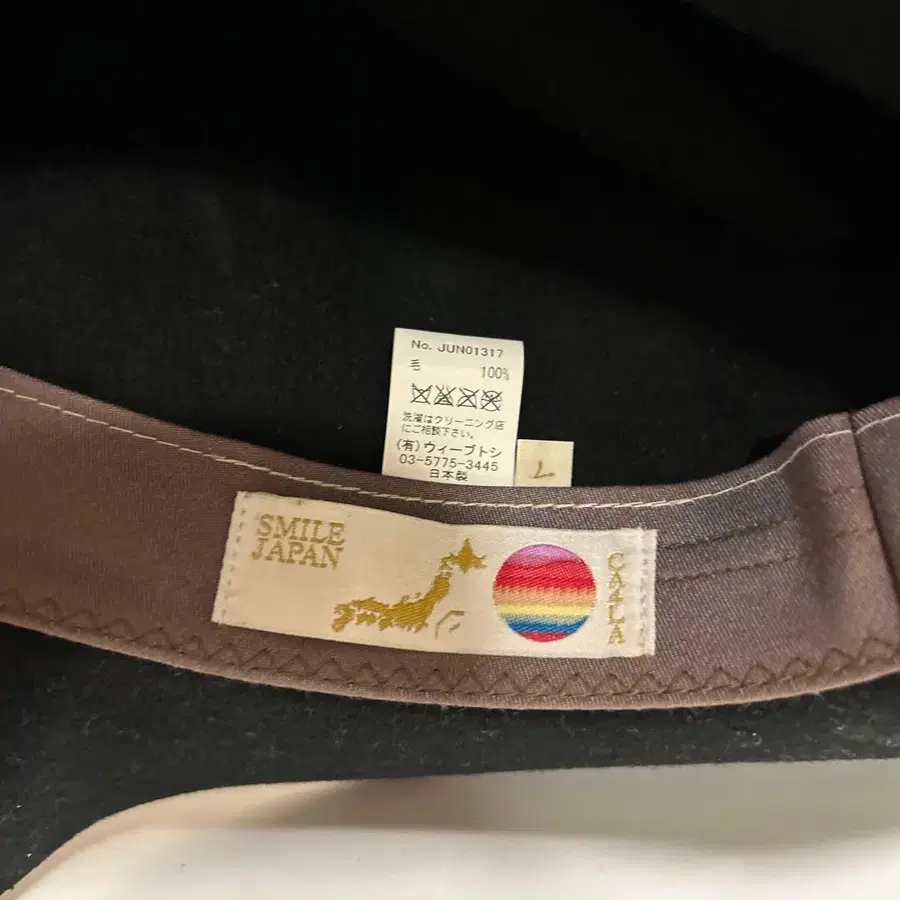 No. JUN01317
毛 100%
洗濯はクリーニング店
にご相談下さい。
(有)ウィーブトシ
03-5775-3445
日本製
L
SMILE
JAPAN
CA4LA